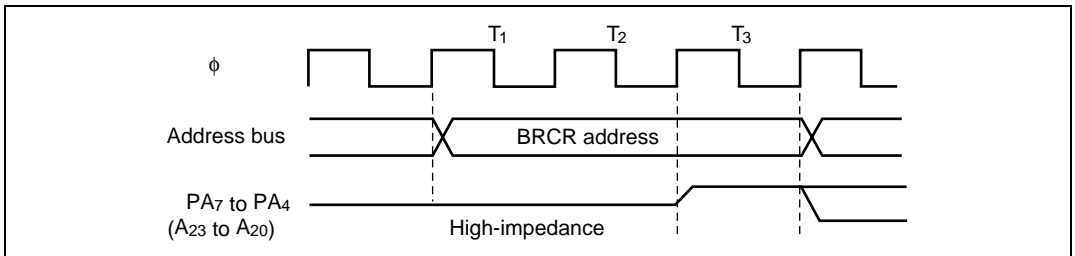 T1 T2 T3
ϕ
Address bus BRCR address
PA7 to PA4
(A23 to A20) High-impedance